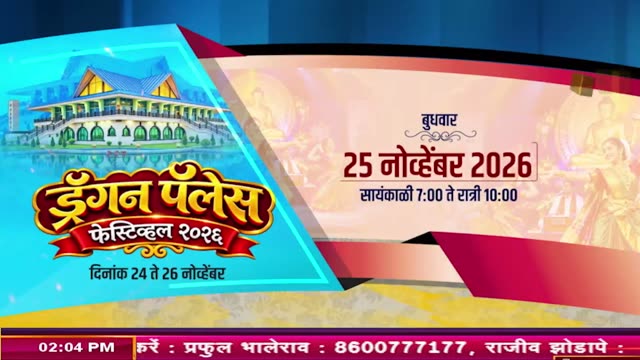 ड्रॅगन पॅलेस
फेस्टिव्हल २०२६
दिनांक 24 ते 26 नोव्हेंबर
बुधवार
25 नोव्हेंबर 2026
सायंकाळी 7:00 ते रात्री 10:00
02:04 PM
करें : प्रफुल भालेराव : 8600777177, राजीव झोडापे :